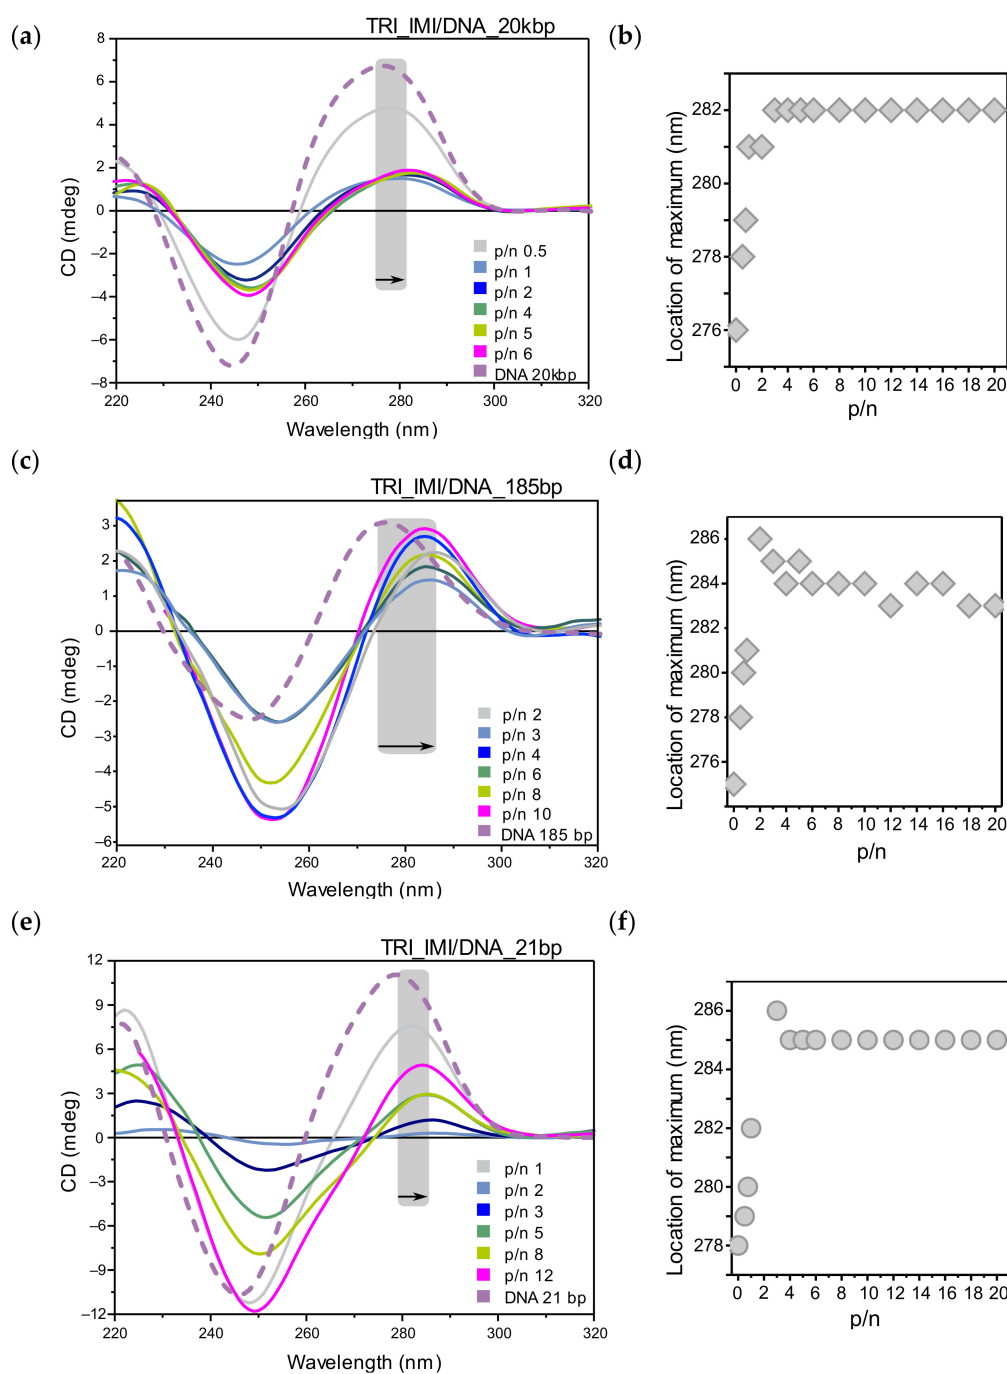 (a)
TRI_IMI/DNA_20kbp
8
6
4
2
0
−2
−4
−6
−8
220
240
260
280
300
320
CD (mdeg)
Wavelength (nm)
p/n 0.5
p/n 1
p/n 2
p/n 4
p/n 5
p/n 6
DNA 20kbp
(b)
282
280
278
276
0 2 4 6 8 10 12 14 16 18 20
Location of maximum (nm)
p/n
(c)
TRI_IMI/DNA_185bp
3
2
1
0
-1
-2
-3
-4
-5
-6
220
240
260
280
300
320
CD (mdeg)
Wavelength (nm)
p/n 2
p/n 3
p/n 4
p/n 6
p/n 8
p/n 10
DNA 185 bp
(d)
286
284
282
280
278
276
0 2 4 6 8 10 12 14 16 18 20
Location of maximum (nm)
p/n
(e)
TRI_IMI/DNA_21bp
12
9
6
3
0
−3
−6
−9
−12
220
240
260
280
300
320
CD (mdeg)
Wavelength (nm)
p/n 1
p/n 2
p/n 3
p/n 5
p/n 8
p/n 12
DNA 21 bp
(f)
286
284
282
280
278
0 2 4 6 8 10 12 14 16 18 20
Location of maximum (nm)
p/n